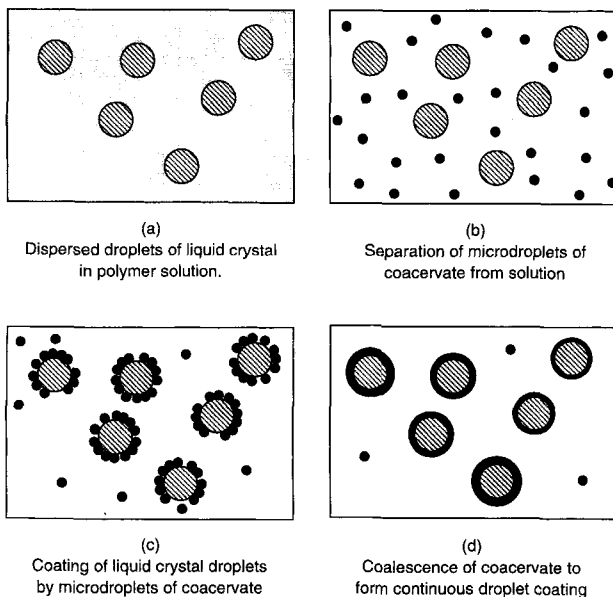 (a)
Dispersed droplets of liquid crystal
in polymer solution.
(b)
Separation of microdroplets of
coacervate from solution
(c)
Coating of liquid crystal droplets
by microdroplets of coacervate
(d)
Coalescence of coacervate to
form continuous droplet coating